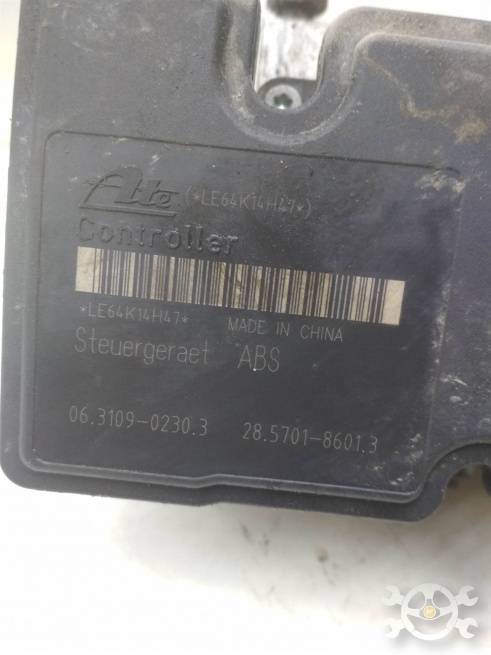 Ate (*LE64K14H47*)
Controller
*LE64K14H47* MADE IN CHINA
Steuergeraet ABS
06.3109-0230.3 28.5701-8601.3